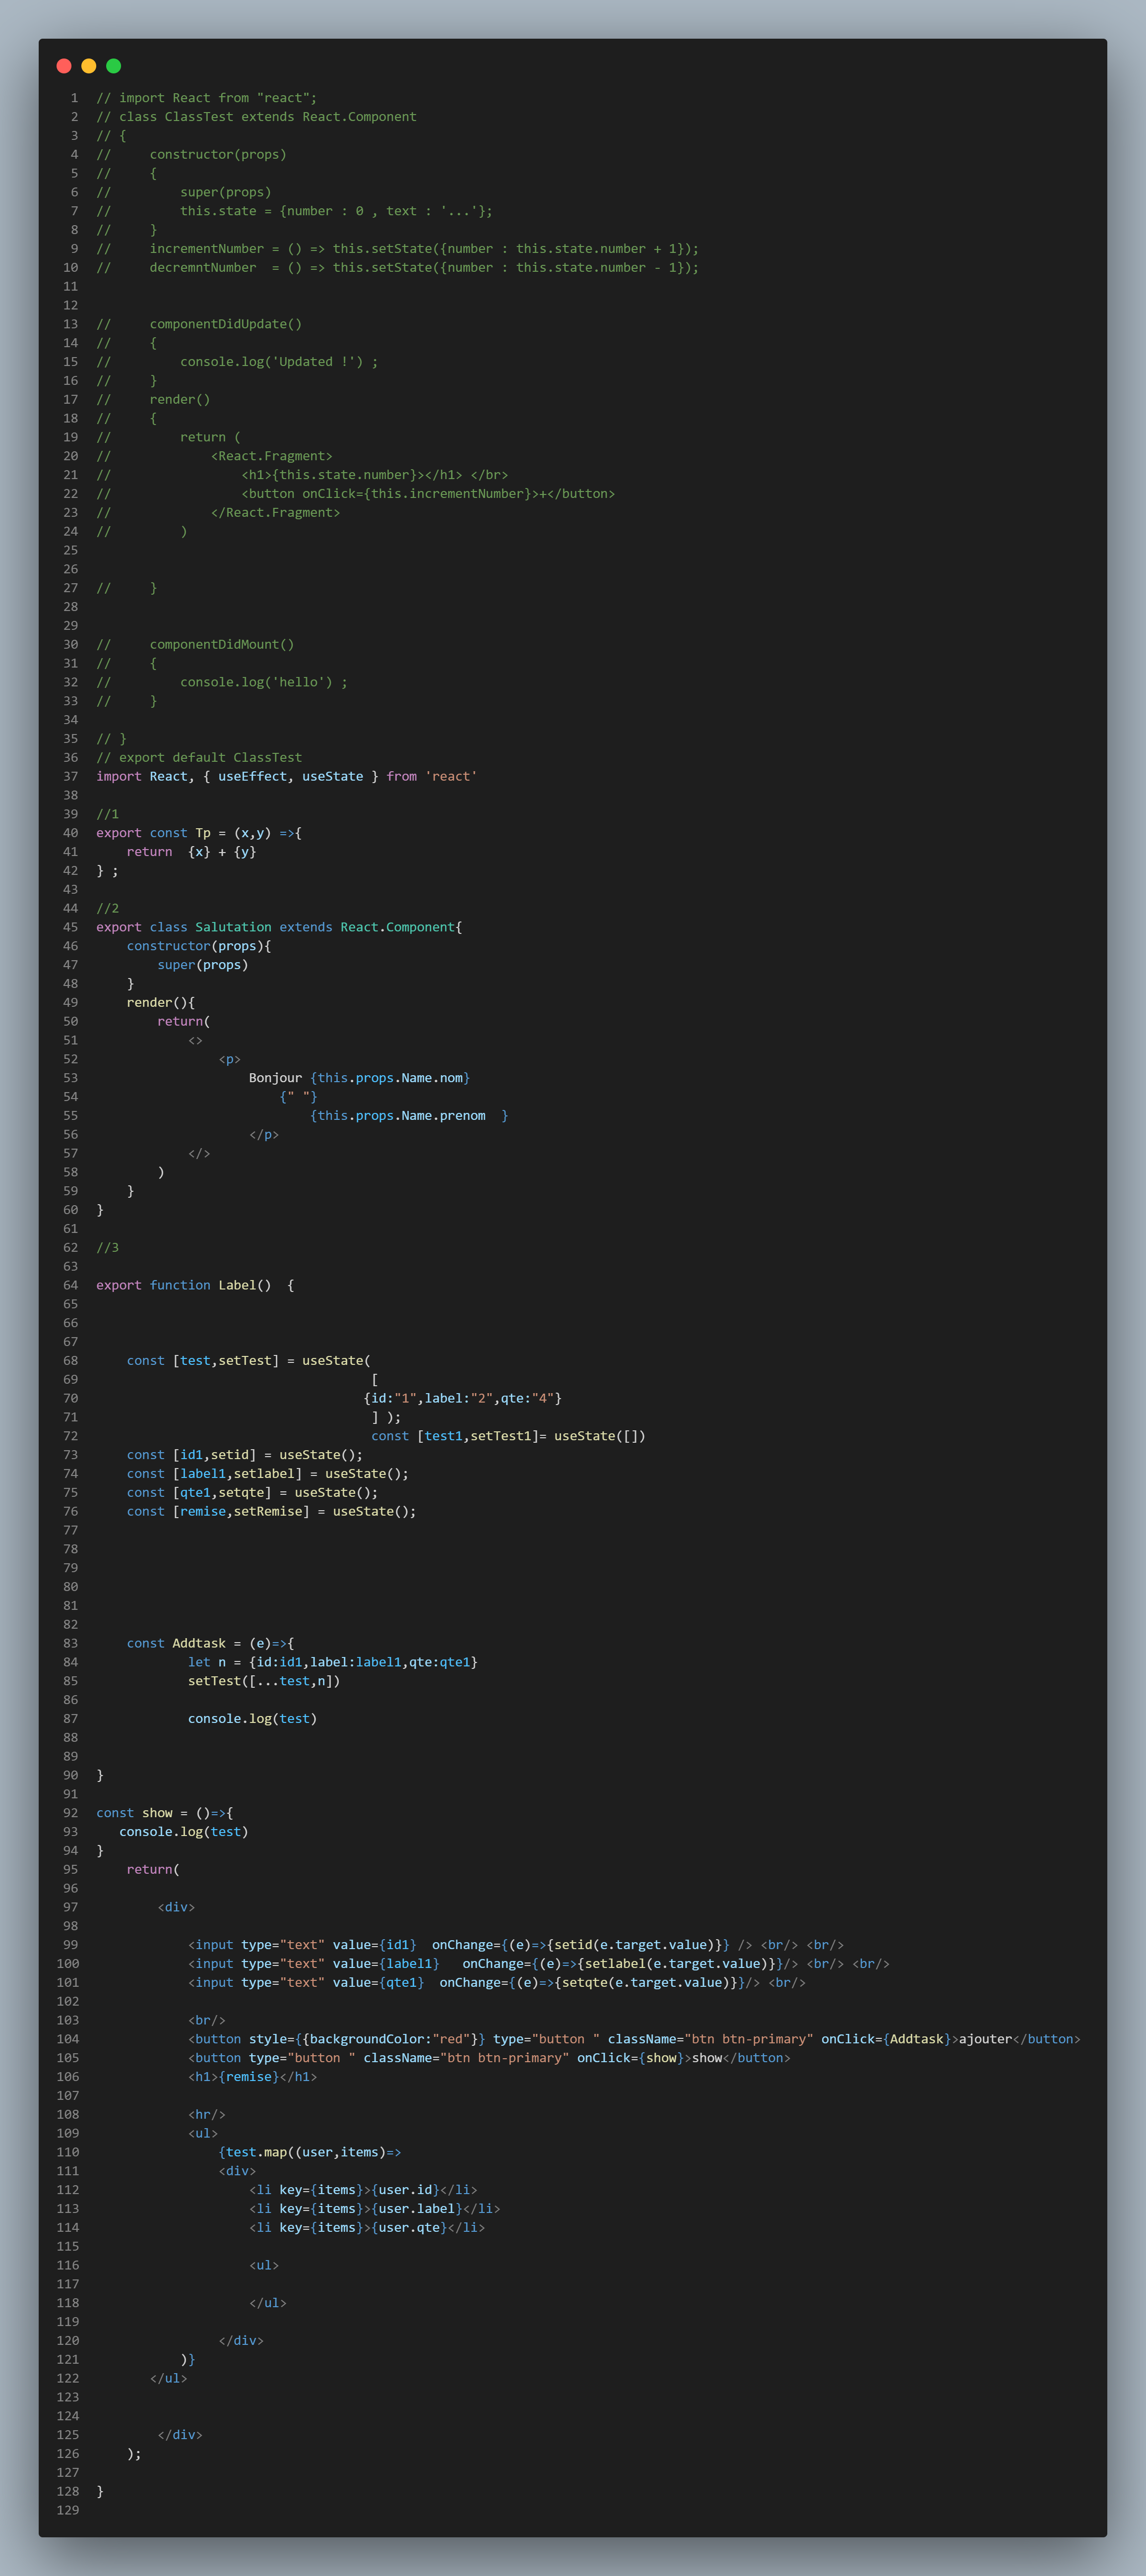 1 // import React from "react";
2 // class ClassTest extends React.Component
3 // {
4 //     constructor(props)
5 //     {
6 //         super(props)
7 //         this.state = {number : 0 , text : '...'};
8 //     }
9 //     incrementNumber = () => this.setState({number : this.state.number + 1});
10 //     decremntNumber  = () => this.setState({number : this.state.number - 1});
11
12
13 //     componentDidUpdate()
14 //     {
15 //         console.log('Updated !') ;
16 //     }
17 //     render()
18 //     {
19 //         return (
20 //             <React.Fragment>
21 //                 <h1>{this.state.number}></h1> </br>
22 //                 <button onClick={this.incrementNumber}>+</button>
23 //             </React.Fragment>
24 //         )
25
26
27 //     }
28
29
30 //     componentDidMount()
31 //     {
32 //         console.log('hello') ;
33 //     }
34
35 // }
36 // export default ClassTest
37 import React, { useEffect, useState } from 'react'
38
39 //1
40 export const Tp = (x,y) =>{
41     return  {x} + {y}
42 } ;
43
44 //2
45 export class Salutation extends React.Component{
46     constructor(props){
47         super(props)
48     }
49     render(){
50         return(
51             <>
52                 <p>
53                     Bonjour {this.props.Name.nom}
54                         {" "}
55                             {this.props.Name.prenom  }
56                     </p>
57             </>
58         )
59     }
60 }
61
62 //3
63
64 export function Label()  {
65
66
67
68     const [test,setTest] = useState(
69                                     [
70                                    {id:"1",label:"2",qte:"4"}
71                                     ] );
72                                     const [test1,setTest1]= useState([])
73     const [id1,setid] = useState();
74     const [label1,setlabel] = useState();
75     const [qte1,setqte] = useState();
76     const [remise,setRemise] = useState();
77
78
79
80
81
82
83     const Addtask = (e)=>{
84             let n = {id:id1,label:label1,qte:qte1}
85             setTest([...test,n])
86
87             console.log(test)
88
89
90 }
91
92 const show = ()=>{
93    console.log(test)
94 }
95     return(
96
97         <div>
98
99             <input type="text" value={id1}  onChange={(e)=>{setid(e.target.value)}} /> <br/> <br/>
100             <input type="text" value={label1}   onChange={(e)=>{setlabel(e.target.value)}}/> <br/> <br/>
101             <input type="text" value={qte1}  onChange={(e)=>{setqte(e.target.value)}}/> <br/>
102
103             <br/>
104             <button style={{backgroundColor:"red"}} type="button " className="btn btn-primary" onClick={Addtask}>ajouter</button>
105             <button type="button " className="btn btn-primary" onClick={show}>show</button>
106             <h1>{remise}</h1>
107
108             <hr/>
109             <ul>
110                 {test.map((user,items)=>
111                 <div>
112                     <li key={items}>{user.id}</li>
113                     <li key={items}>{user.label}</li>
114                     <li key={items}>{user.qte}</li>
115
116                     <ul>
117
118                     </ul>
119
120                 </div>
121            )}
122        </ul>
123
124
125         </div>
126     );
127
128 }
129